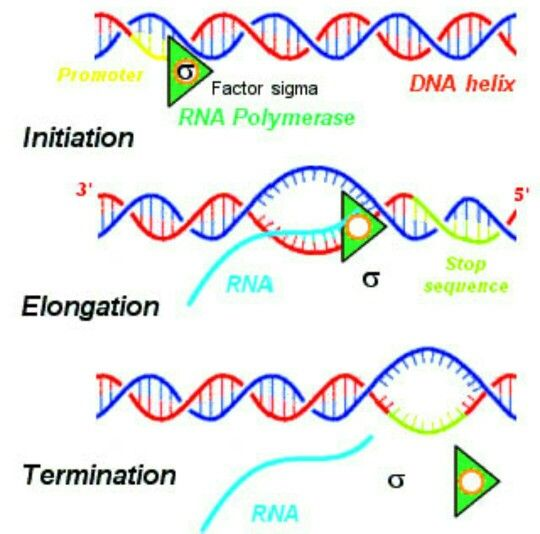 Promoter
σ
Factor sigma
DNA helix
RNA Polymerase
Initiation
3'
5'
RNA
σ
Stop
sequence
Elongation
Termination
σ
RNA